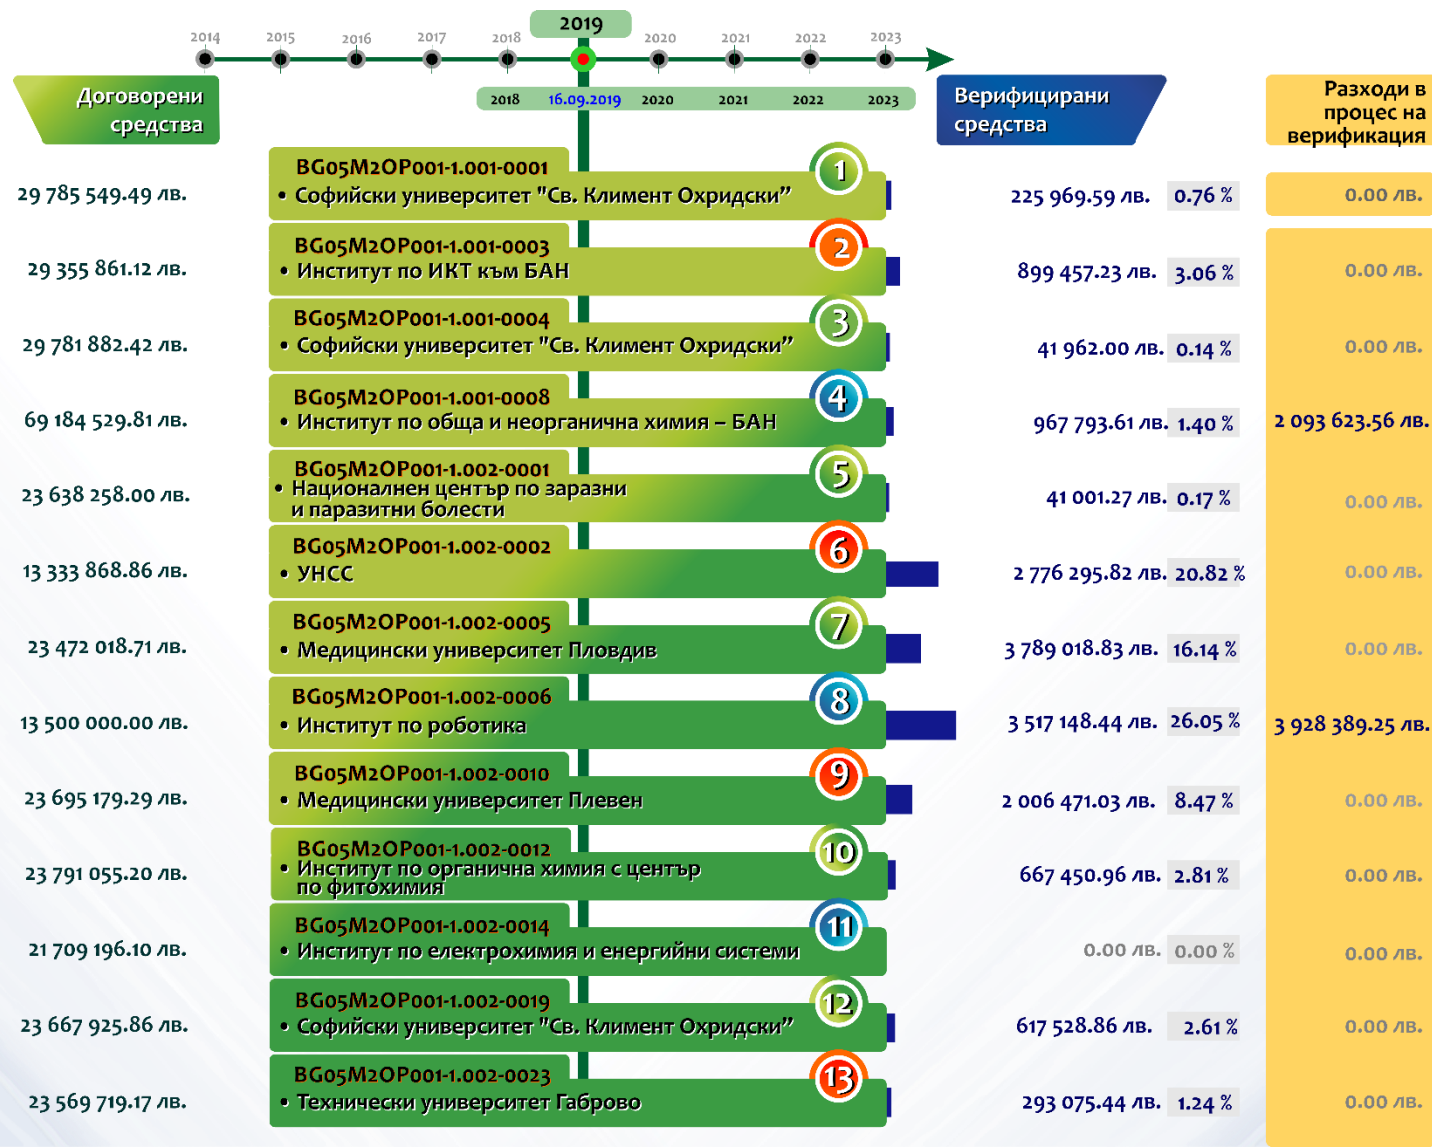 2019
2014 2015 2016 2017 2018 2020 2021 2022 2023
Договорени
средства
2018 16.09.2019 2020 2021 2022 2023
Верифицирани
средства
Разходи в
процес на
верификация
BG05M2OP001-1.001-0001 1
29 785 549.49 лв. • Софийски университет "Св. Климент Охридски” 225 969.59 лв. 0.76 % 0.00 лв.
BG05M2OP001-1.001-0003 2
29 355 861.12 лв. • Институт по ИКТ към БАН 899 457.23 лв. 3.06 % 0.00 лв.
BG05M2OP001-1.001-0004 3
29 781 882.42 лв. • Софийски университет "Св. Климент Охридски” 41 962.00 лв. 0.14 % 0.00 лв.
BG05M2OP001-1.001-0008 4
69 184 529.81 лв. • Институт по обща и неорганична химия – БАН 967 793.61 лв. 1.40 % 2 093 623.56 лв.
BG05M2OP001-1.002-0001 5
23 638 258.00 лв. • Националнен център по заразни 41 001.27 лв. 0.17 % 0.00 лв.
и паразитни болести
BG05M2OP001-1.002-0002 6
13 333 868.86 лв. • УНСС 2 776 295.82 лв. 20.82 % 0.00 лв.
BG05M2OP001-1.002-0005 7
23 472 018.71 лв. • Медицински университет Пловдив 3 789 018.83 лв. 16.14 % 0.00 лв.
BG05M2OP001-1.002-0006 8
13 500 000.00 лв. • Институт по роботика 3 517 148.44 лв. 26.05 % 3 928 389.25 лв.
BG05M2OP001-1.002-0010 9
23 695 179.29 лв. • Медицински университет Плевен 2 006 471.03 лв. 8.47 % 0.00 лв.
BG05M2OP001-1.002-0012 10
23 791 055.20 лв. • Институт по органична химия с център 667 450.96 лв. 2.81 % 0.00 лв.
по фитохимия
BG05M2OP001-1.002-0014 11
21 709 196.10 лв. • Институт по електрохимия и енергийни системи 0.00 лв. 0.00 % 0.00 лв.
BG05M2OP001-1.002-0019 12
23 667 925.86 лв. • Софийски университет "Св. Климент Охридски” 617 528.86 лв. 2.61 % 0.00 лв.
BG05M2OP001-1.002-0023 13
23 569 719.17 лв. • Технически университет Габрово 293 075.44 лв. 1.24 % 0.00 лв.